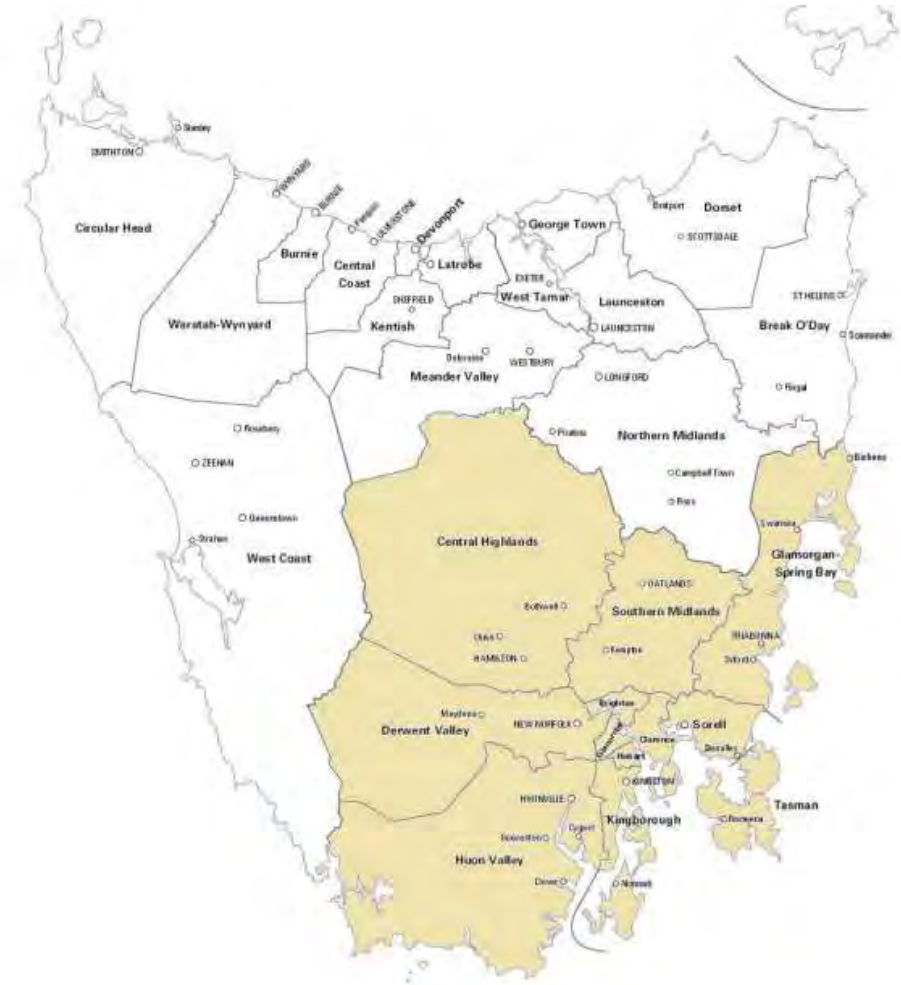 Stanley
SMITHTON
WYNYARD
BURNIE
Penguin
ULVERSTONE
Devonport
George Town
Bridport
Dorset
SCOTTSDALE
Circular Head
Burnie
Central
Coast
Latrobe
EXETER
West Tamar
Launceston
ST HELENS
SHEFFIELD
Kentish
Waratah-Wynyard
LAUNCESTON
Break O'Day
Scamander
Deloraine
WESTBURY
Meander Valley
LONGFORD
Fingal
Rosebery
Northern Midlands
ZEEHAN
Bicheno
Campbell Town
Ross
Queenstown
Swansea
Strahan
West Coast
Central Highlands
Glamorgan-
Spring Bay
OATLANDS
Bothwell
Southern Midlands
Ouse
HAMILTON
Kempton
TRIABUNNA
Orford
Brighton
Maydena
NEW NORFOLK
Derwent Valley
Glenorchy
Clarence
Sorell
Hobart
Dunalley
KINGSTON
HUONVILLE
Kingborough
Tasman
Nubeena
Geeveston
Cygnet
Huon Valley
Dover